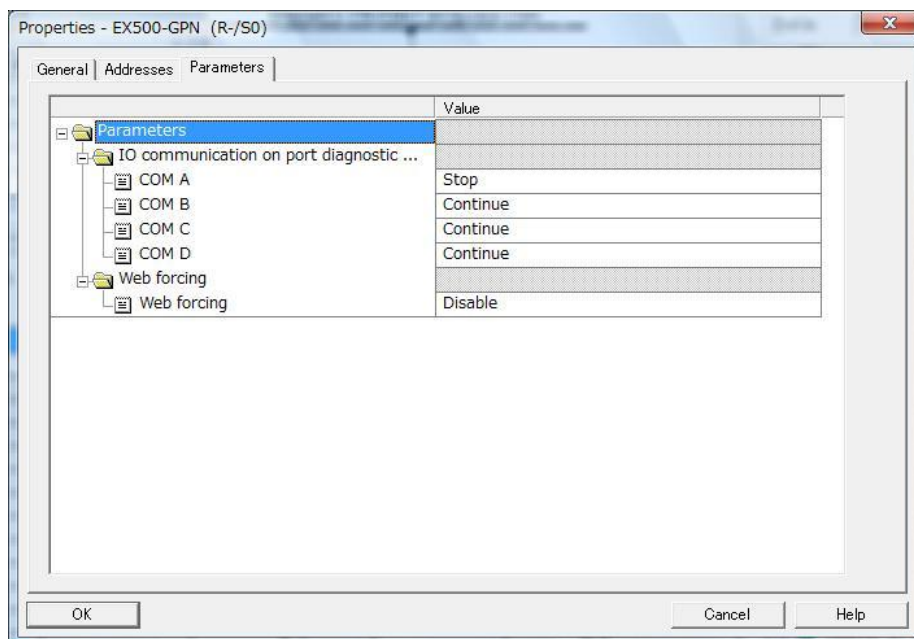 Properties - EX500-GPN (R-/S0)
General Addresses Parameters
Value
Parameters
IO communication on port diagnostic ...
COM A Stop
COM B Continue
COM C Continue
COM D Continue
Web forcing
Web forcing Disable
OK Cancel Help